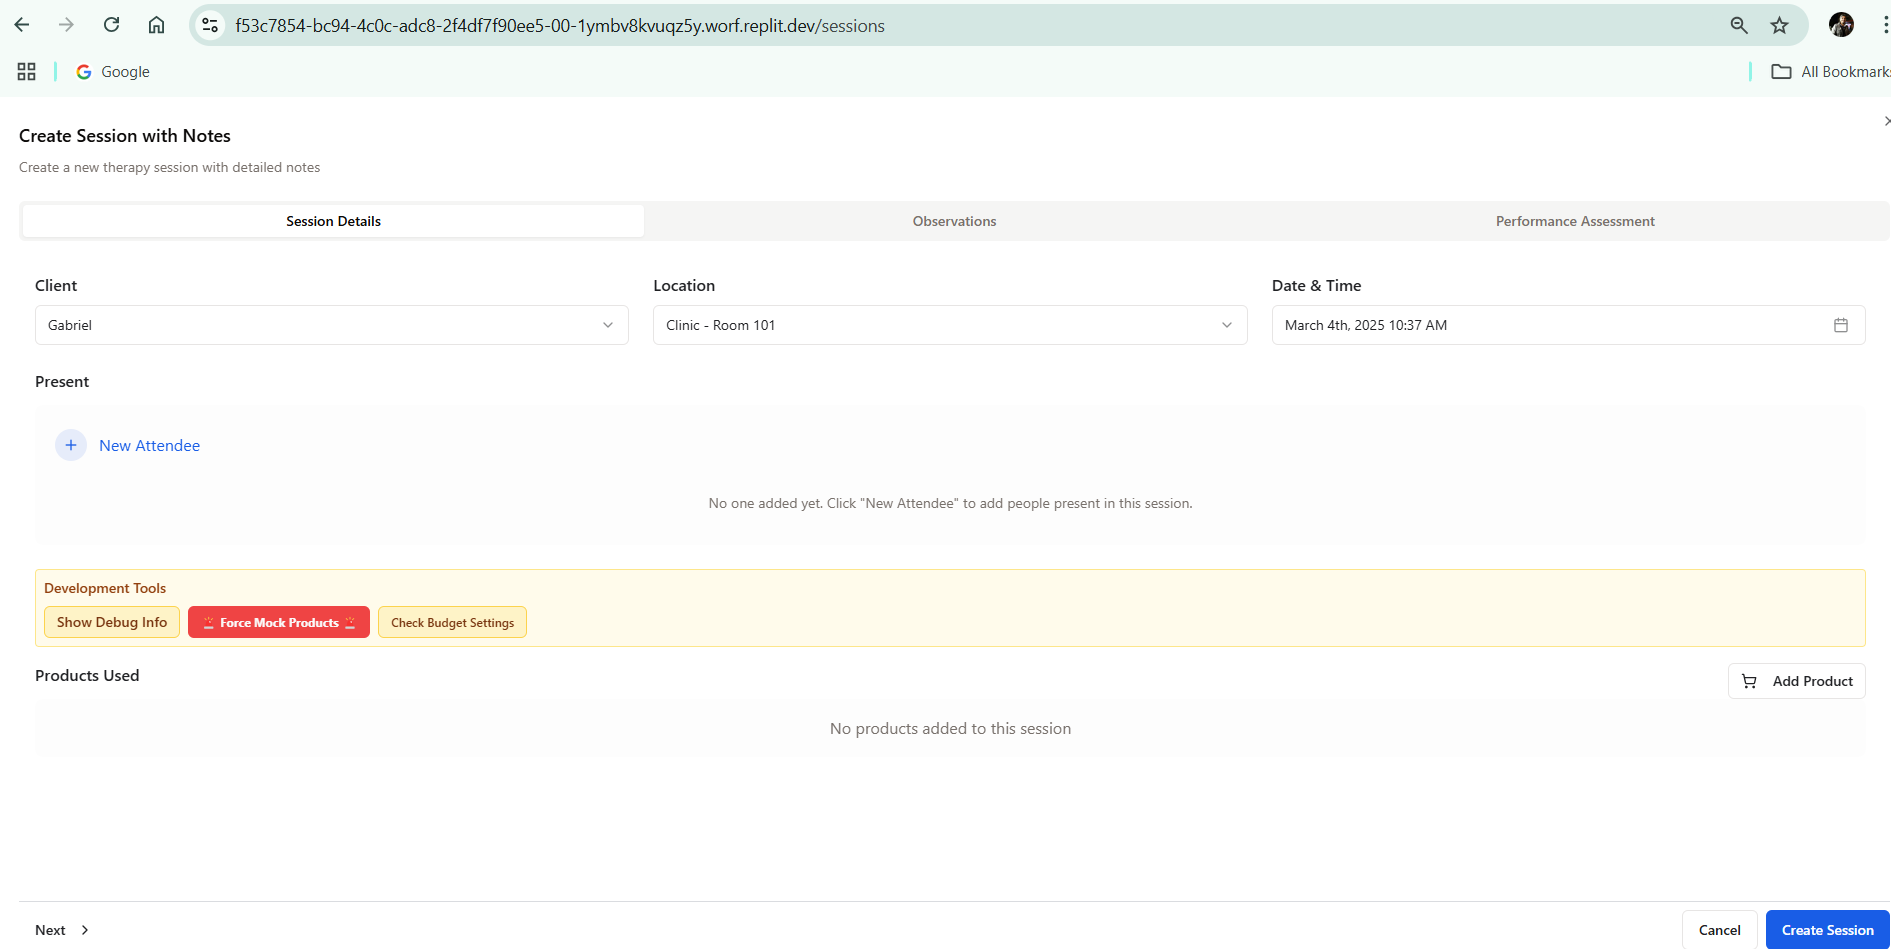 f53c7854-bc94-4c0c-adc8-2f4df7f90ee5-00-1ymbv8kvuqz5y.worf.replit.dev/sessions
Google
All Bookmarks
Create Session with Notes
Create a new therapy session with detailed notes
Session Details
Observations
Performance Assessment
Client
Location
Date & Time
Gabriel
Clinic - Room 101
March 4th, 2025 10:37 AM
Present
+ New Attendee
No one added yet. Click "New Attendee" to add people present in this session.
Development Tools
Show Debug Info
Force Mock Products
Check Budget Settings
Products Used
Add Product
No products added to this session
Next
Cancel
Create Session